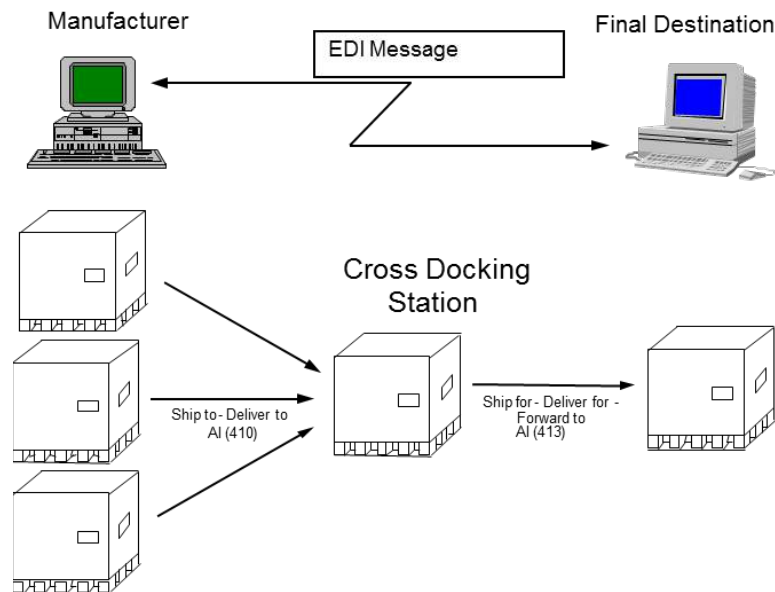 Manufacturer
EDI Message
Final Destination
Cross Docking
Station
Ship to - Deliver to
AI (410)
Ship for - Deliver for -
Forward to
AI (413)